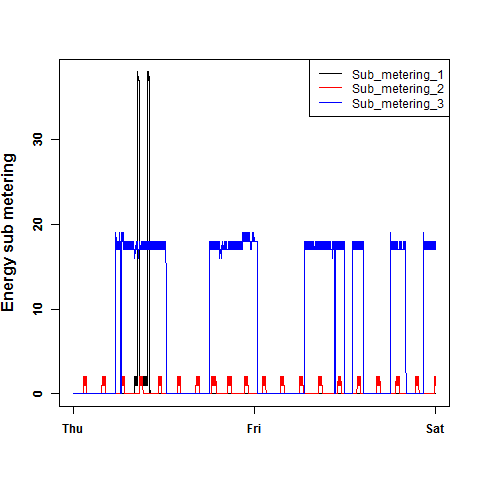 Sub_metering_1
Sub_metering_2
Sub_metering_3
Energy sub metering
30
20
10
0
Thu Fri Sat